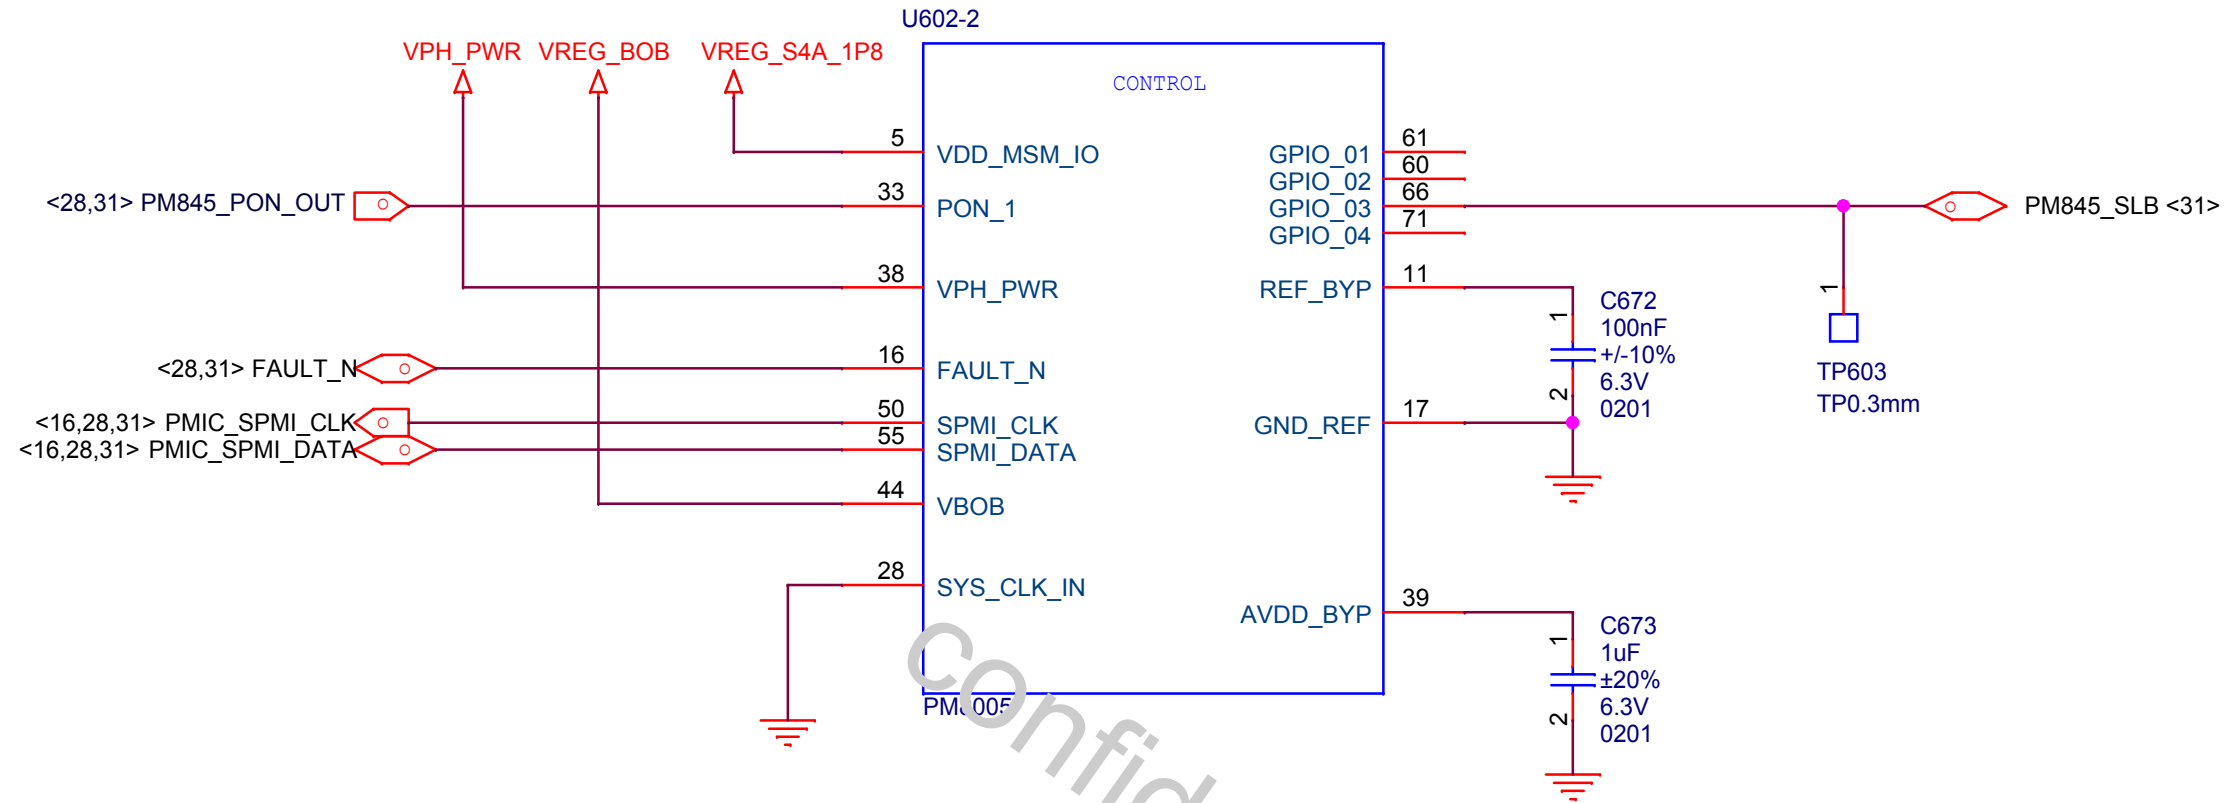 U602-2
VPH_PWR VREG_BOB VREG_S4A_1P8
CONTROL
5 VDD_MSM_IO
<28,31> PM845_PON_OUT 33 PON_1
38 VPH_PWR
<28,31> FAULT_N 16 FAULT_N
<16,28,31> PMIC_SPMI_CLK 50 SPMI_CLK
<16,28,31> PMIC_SPMI_DATA 55 SPMI_DATA
44 VBOB
28 SYS_CLK_IN
GPIO_01 61
GPIO_02 60
GPIO_03 66 PM845_SLB <31>
GPIO_04 71
REF_BYP 11
GND_REF 17
AVDD_BYP 39
1
C672
100nF
+/-10%
6.3V
2
0201
1
TP603
TP0.3mm
1
C673
1uF
±20%
6.3V
2
0201
PM8005
confid